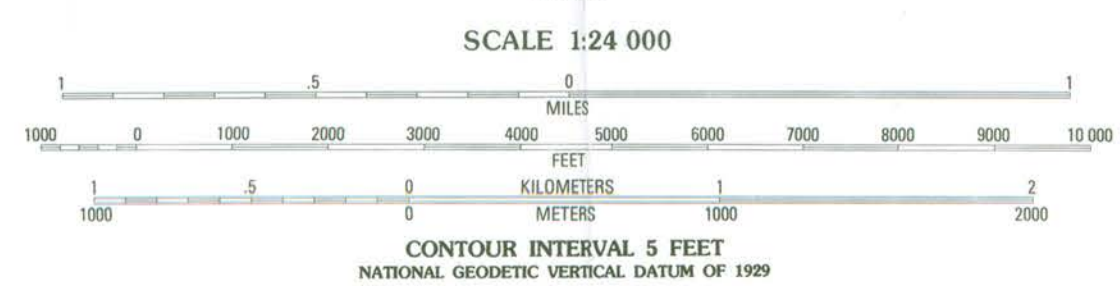 SCALE 1:24 000
1 .5 0 1
MILES
1000 0 1000 2000 3000 4000 5000 6000 7000 8000 9000 10 000
FEET
1 .5 0 KILOMETERS 1 2
1000 0 METERS 1000 2000
CONTOUR INTERVAL 5 FEET
NATIONAL GEODETIC VERTICAL DATUM OF 1929